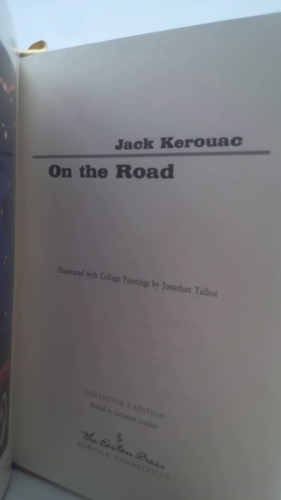 Jack Kerouac
On the Road
Illustrated with Collage Paintings by Jonathan Talbot
COLLECTOR'S EDITION
Bound in Genuine Leather
The Easton Press
NORWALK, CONNECTICUT